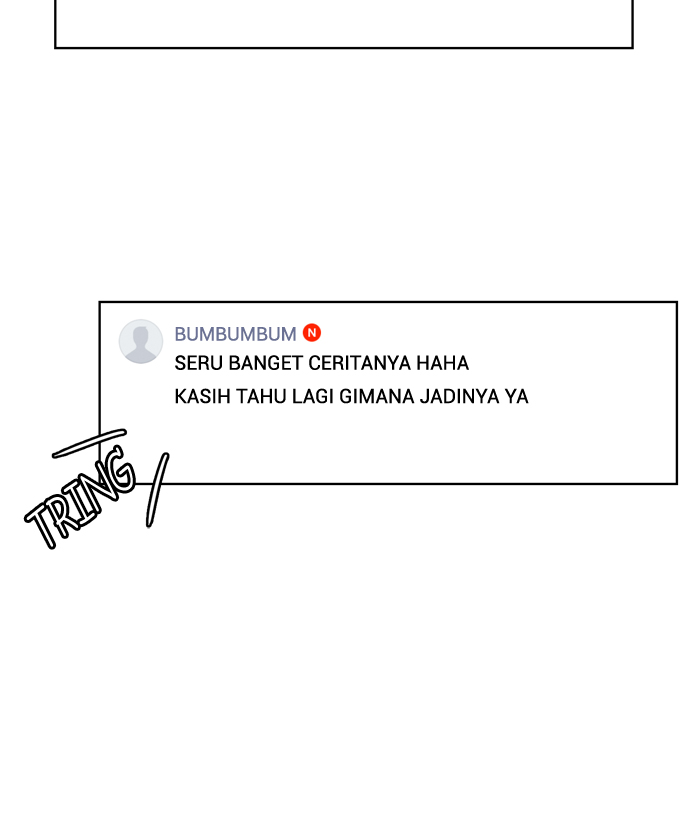 BUMBUMBUM N
SERU BANGET CERITANYA HAHA
KASIH TAHU LAGI GIMANA JADINYA YA
TRING